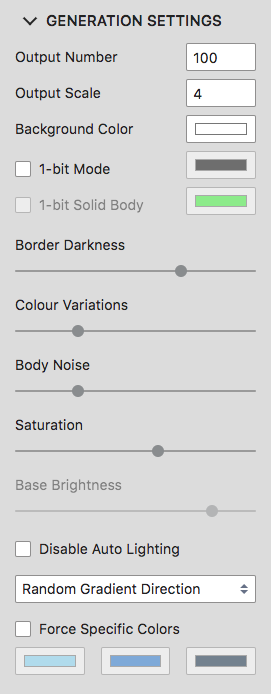 GENERATION SETTINGS
Output Number 100
Output Scale 4
Background Color
1-bit Mode
1-bit Solid Body
Border Darkness
Colour Variations
Body Noise
Saturation
Base Brightness
Disable Auto Lighting
Random Gradient Direction
Force Specific Colors